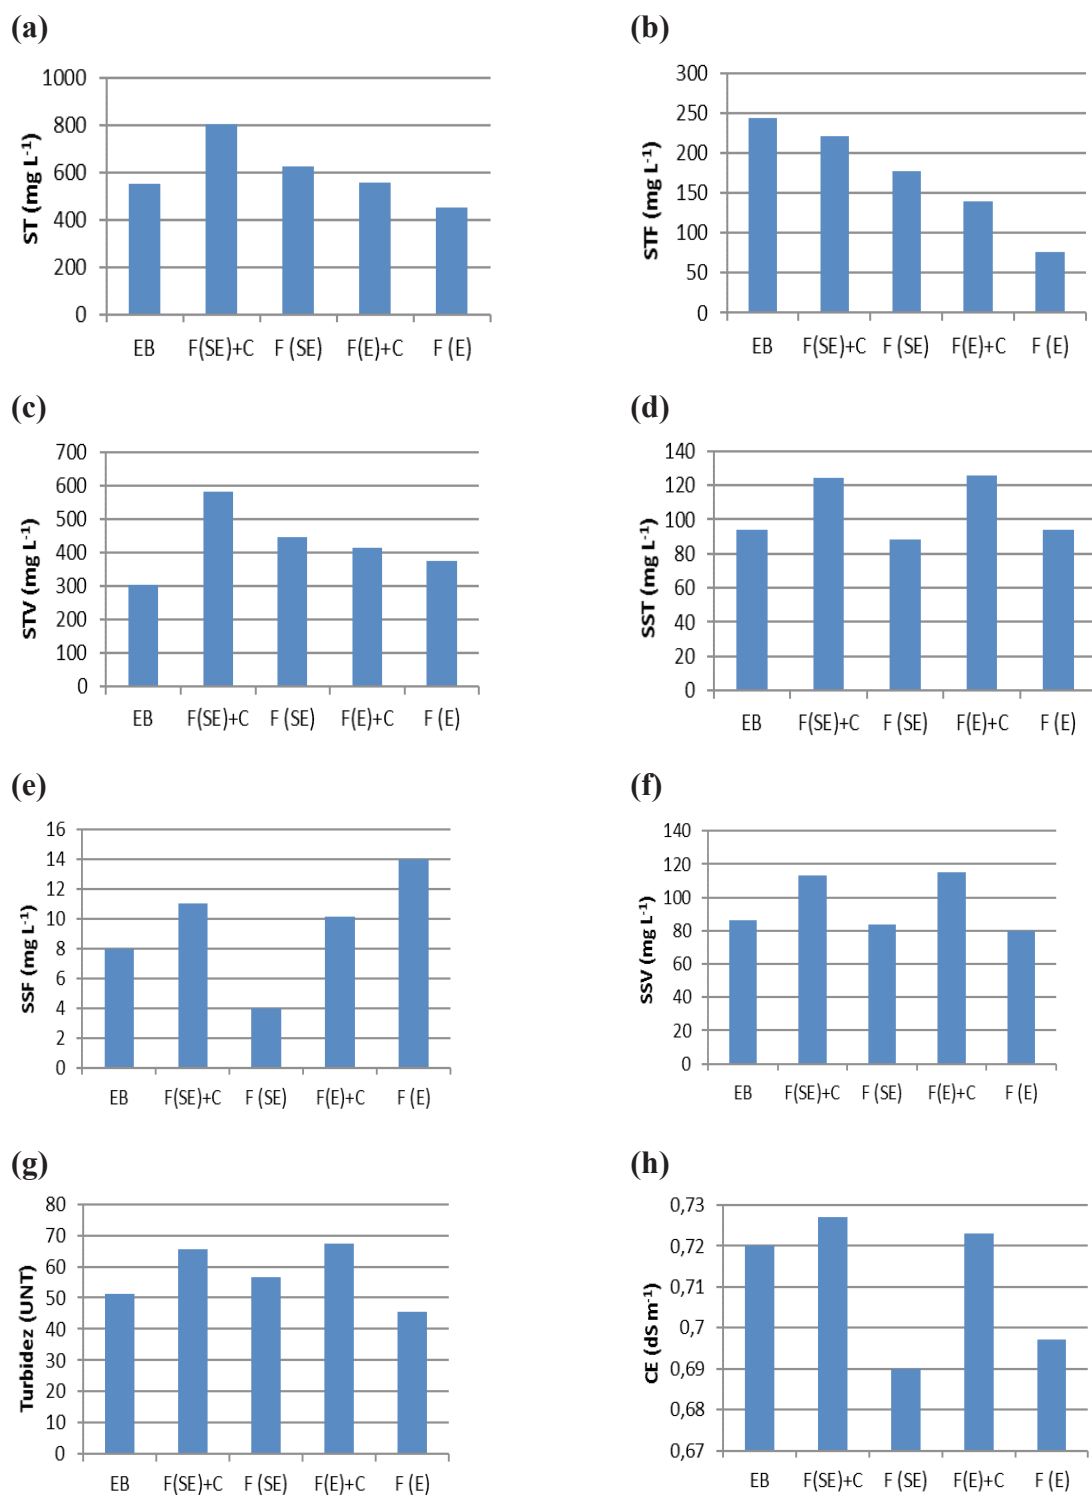 (a)
1000
800
600
400
200
0
ST (mg L⁻¹)
EB F(SE)+C F (SE) F(E)+C F (E)
(b)
300
250
200
150
100
50
0
STF (mg L⁻¹)
EB F(SE)+C F (SE) F(E)+C F (E)
(c)
700
600
500
400
300
200
100
0
STV (mg L⁻¹)
EB F(SE)+C F (SE) F(E)+C F (E)
(d)
140
120
100
80
60
40
20
0
SST (mg L⁻¹)
EB F(SE)+C F (SE) F(E)+C F (E)
(e)
16
14
12
10
8
6
4
2
0
SSF (mg L⁻¹)
EB F(SE)+C F (SE) F(E)+C F (E)
(f)
140
120
100
80
60
40
20
0
SSV (mg L⁻¹)
EB F(SE)+C F (SE) F(E)+C F (E)
(g)
80
70
60
50
40
30
20
10
0
Turbidez (UNT)
EB F(SE)+C F (SE) F(E)+C F (E)
(h)
0,73
0,72
0,71
0,7
0,69
0,68
0,67
CE (dS m⁻¹)
EB F(SE)+C F (SE) F(E)+C F (E)